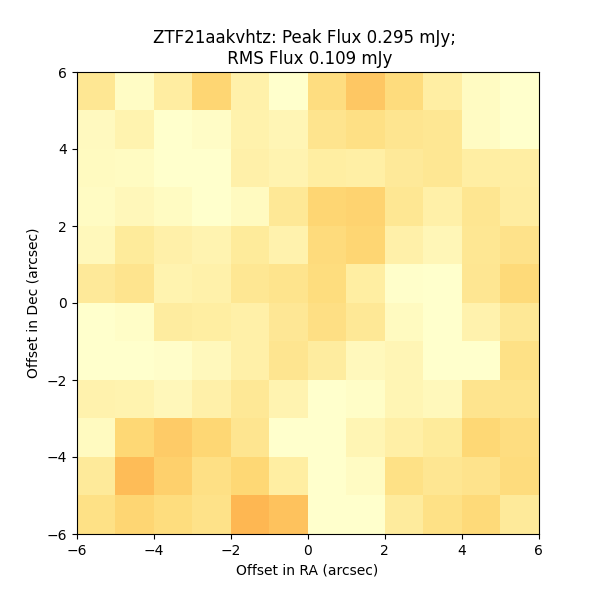 ZTF21aakvhtz: Peak Flux 0.295 mJy;
RMS Flux 0.109 mJy
6
4
2
0
−2
−4
−6
Offset in Dec (arcsec)
−6 −4 −2 0 2 4 6
Offset in RA (arcsec)